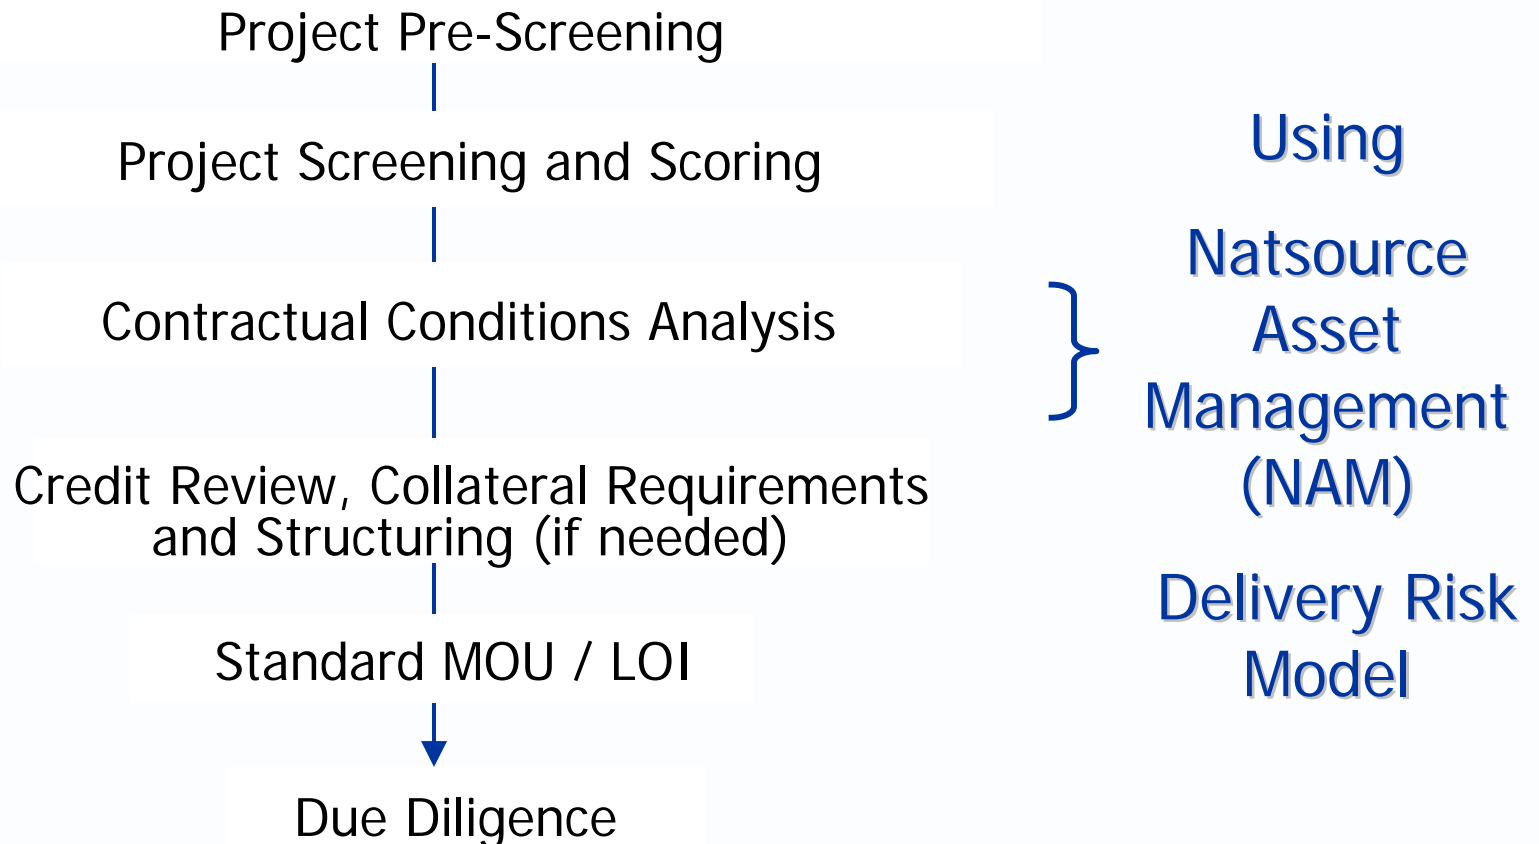 Project Pre-Screening
Project Screening and Scoring
Contractual Conditions Analysis
Credit Review, Collateral Requirements
and Structuring (if needed)
Standard MOU / LOI
Due Diligence
Using
Natsource
Asset
Management
(NAM)
Delivery Risk
Model